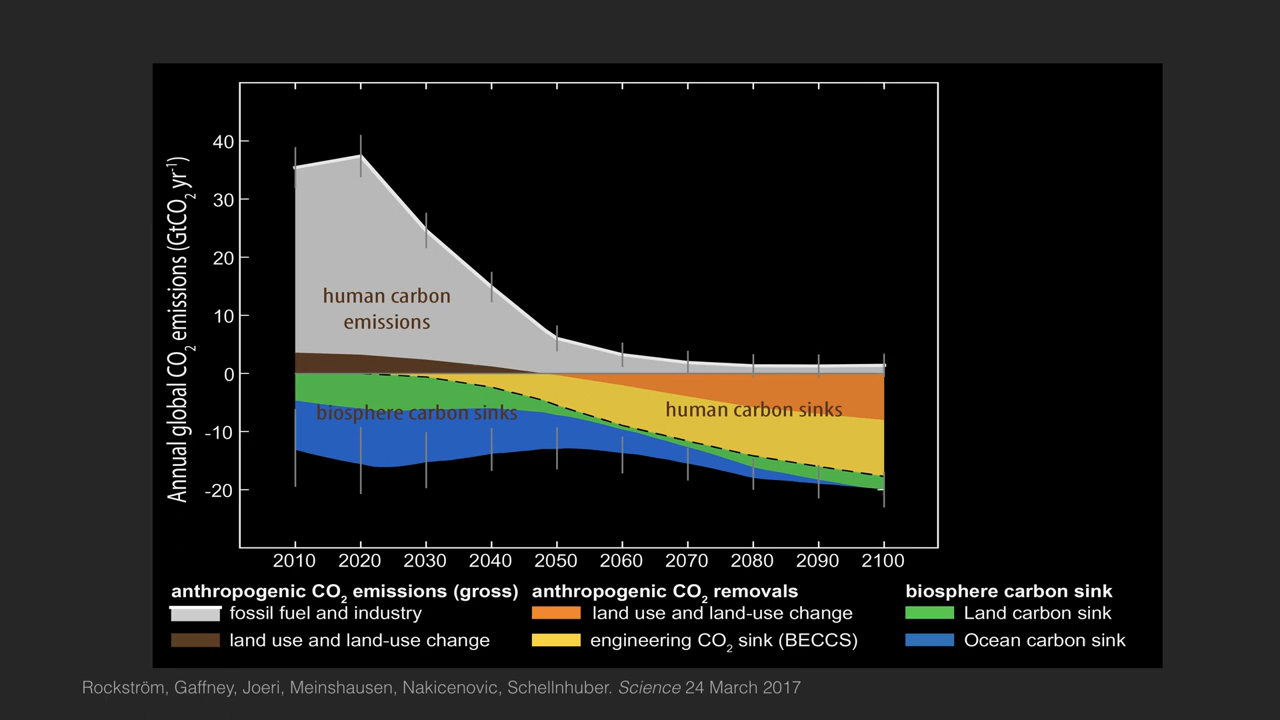 Annual global CO2 emissions (GtCO2 yr-1)
40
30
20
10
0
-10
-20
human carbon
emissions
biosphere carbon sinks
human carbon sinks
2010 2020 2030 2040 2050 2060 2070 2080 2090 2100
anthropogenic CO2 emissions (gross)
fossil fuel and industry
land use and land-use change
anthropogenic CO2 removals
land use and land-use change
engineering CO2 sink (BECCS)
biosphere carbon sink
Land carbon sink
Ocean carbon sink
Rockström, Gaffney, Joeri, Meinshausen, Nakicenovic, Schellnhuber. Science 24 March 2017